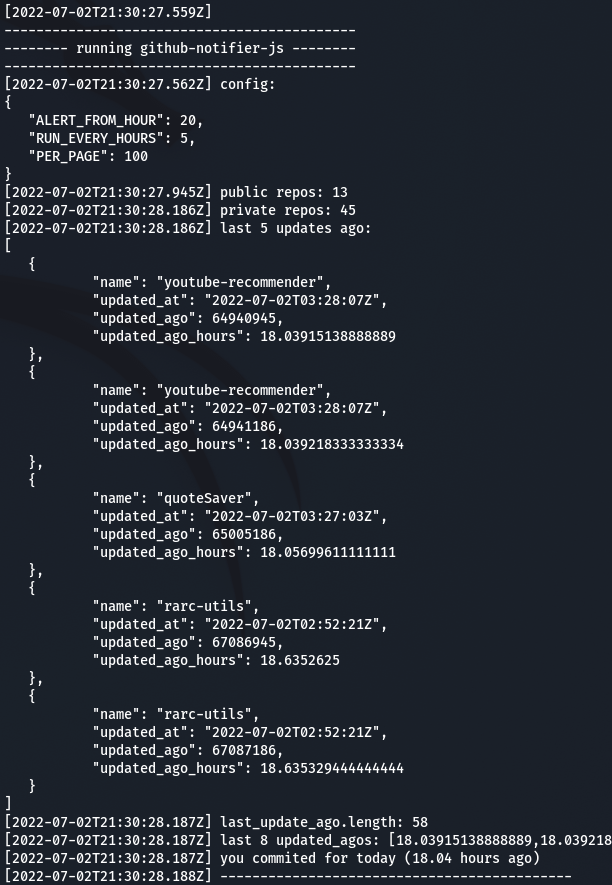 [2022-07-02T21:30:27.559Z]
--------------------------------------------
-------- running github-notifier-js --------
--------------------------------------------
[2022-07-02T21:30:27.562Z] config:
{
   "ALERT_FROM_HOUR": 20,
   "RUN_EVERY_HOURS": 5,
   "PER_PAGE": 100
}
[2022-07-02T21:30:27.945Z] public repos: 13
[2022-07-02T21:30:28.186Z] private repos: 45
[2022-07-02T21:30:28.186Z] last 5 updates ago:
[
   {
           "name": "youtube-recommender",
           "updated_at": "2022-07-02T03:28:07Z",
           "updated_ago": 64940945,
           "updated_ago_hours": 18.03915138888889
   },
   {
           "name": "youtube-recommender",
           "updated_at": "2022-07-02T03:28:07Z",
           "updated_ago": 64941186,
           "updated_ago_hours": 18.039218333333334
   },
   {
           "name": "quoteSaver",
           "updated_at": "2022-07-02T03:27:03Z",
           "updated_ago": 65005186,
           "updated_ago_hours": 18.05699611111111
   },
   {
           "name": "rarc-utils",
           "updated_at": "2022-07-02T02:52:21Z",
           "updated_ago": 67086945,
           "updated_ago_hours": 18.6352625
   },
   {
           "name": "rarc-utils",
           "updated_at": "2022-07-02T02:52:21Z",
           "updated_ago": 67087186,
           "updated_ago_hours": 18.635329444444444
   }
]
[2022-07-02T21:30:28.187Z] last_update_ago.length: 58
[2022-07-02T21:30:28.187Z] last 8 updated_agos: [18.03915138888889,18.039218
[2022-07-02T21:30:28.187Z] you commited for today (18.04 hours ago)
[2022-07-02T21:30:28.188Z] --------------------------------------------